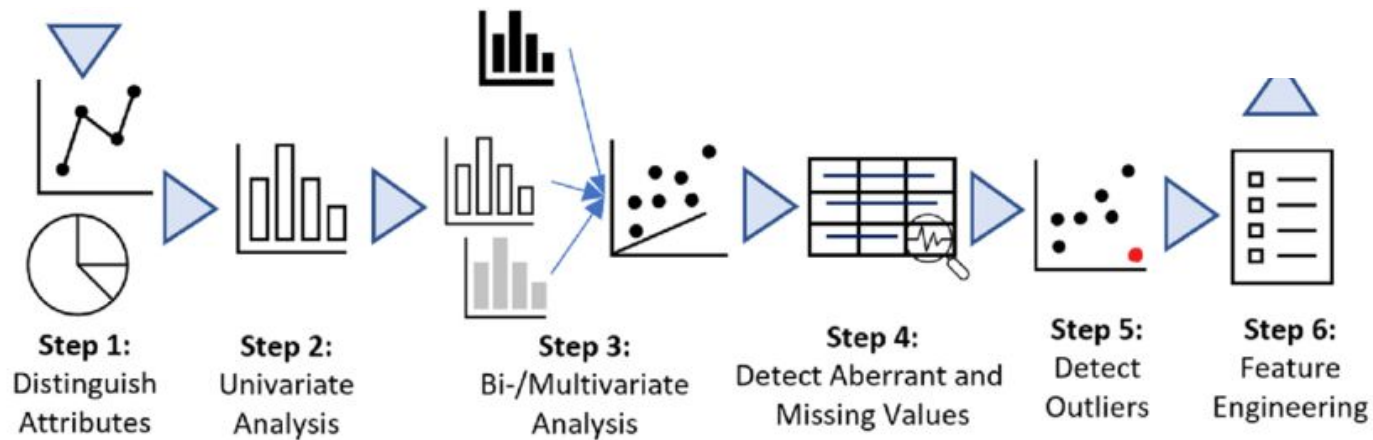 Step 1:
Distinguish
Attributes
Step 2:
Univariate
Analysis
Step 3:
Bi-/Multivariate
Analysis
Step 4:
Detect Aberrant and
Missing Values
Step 5:
Detect
Outliers
Step 6:
Feature
Engineering